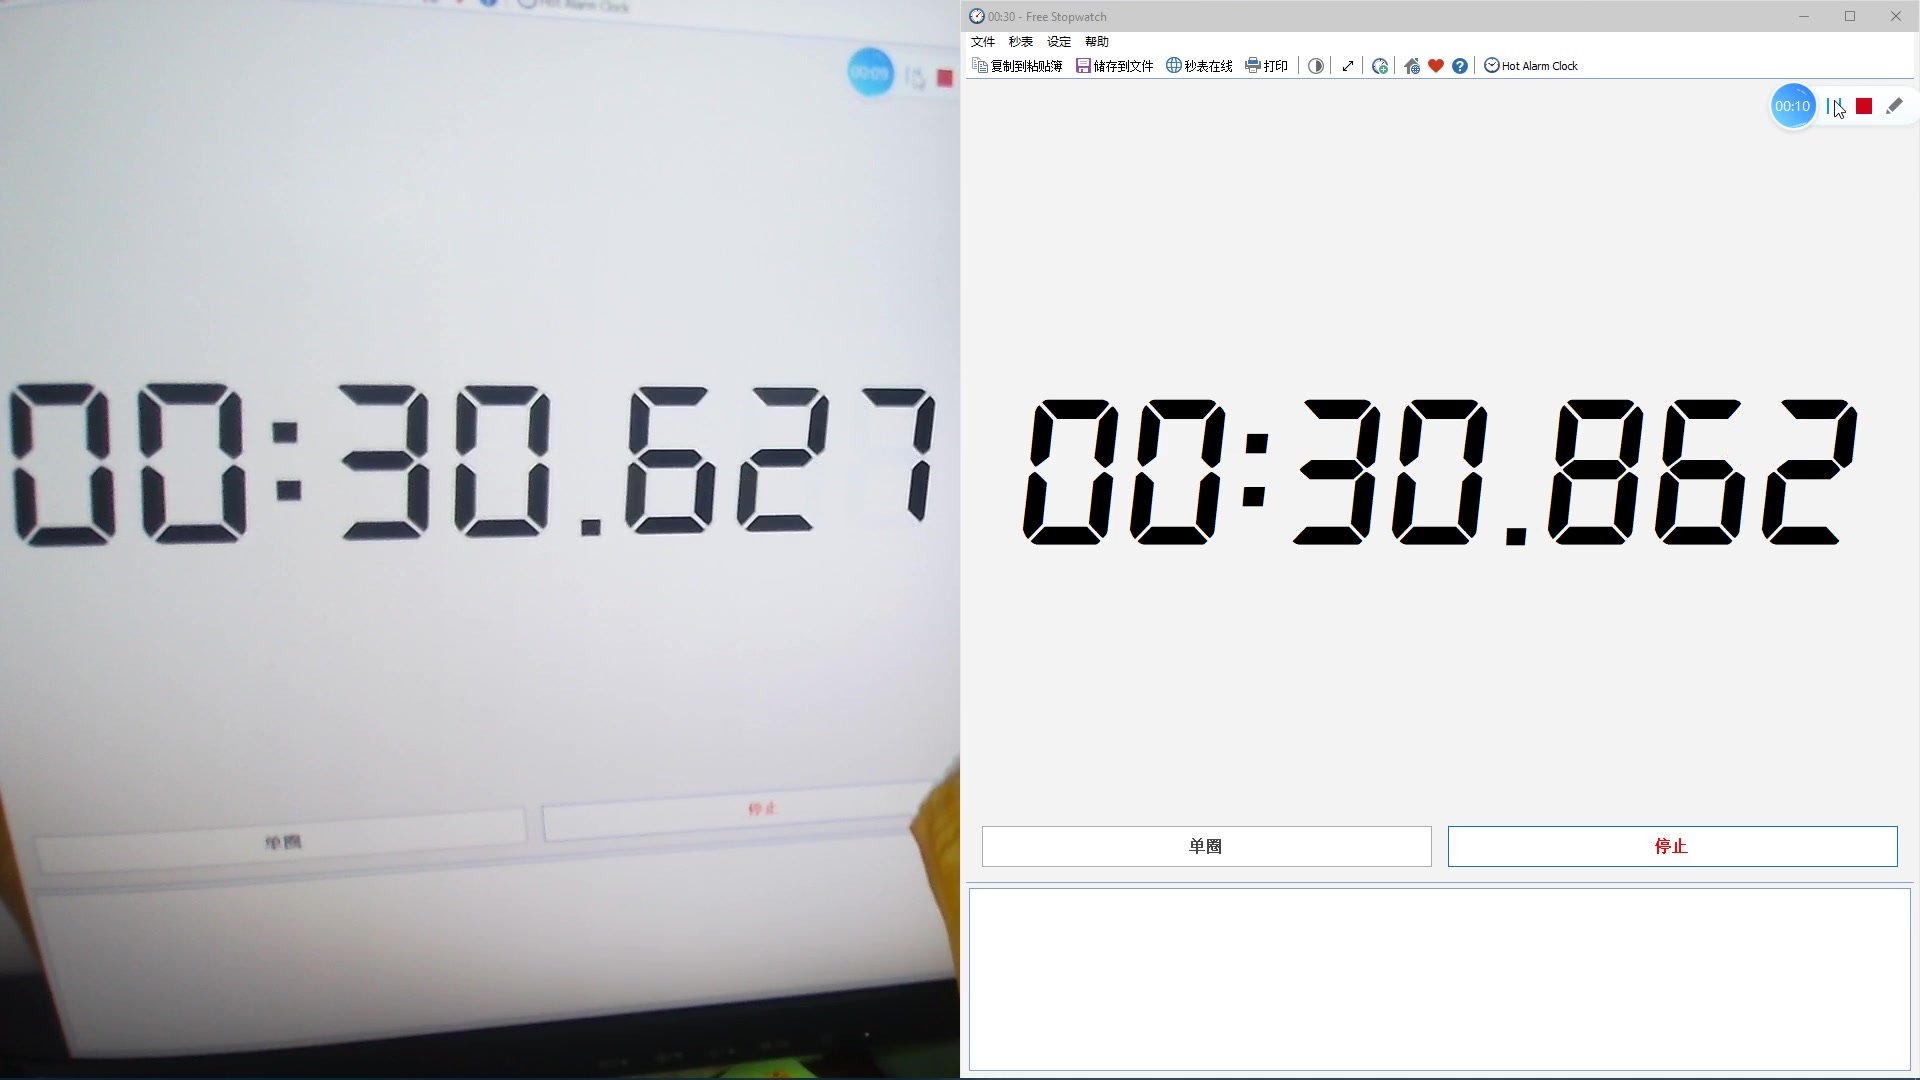 Hot Alarm Clock
00:09
00:30.627
单圈
停止
00:30 - Free Stopwatch
文件 秒表 设定 帮助
复制到粘贴簿 储存到文件 秒表在线 打印 Hot Alarm Clock
00:10
00:30.862
单圈
停止